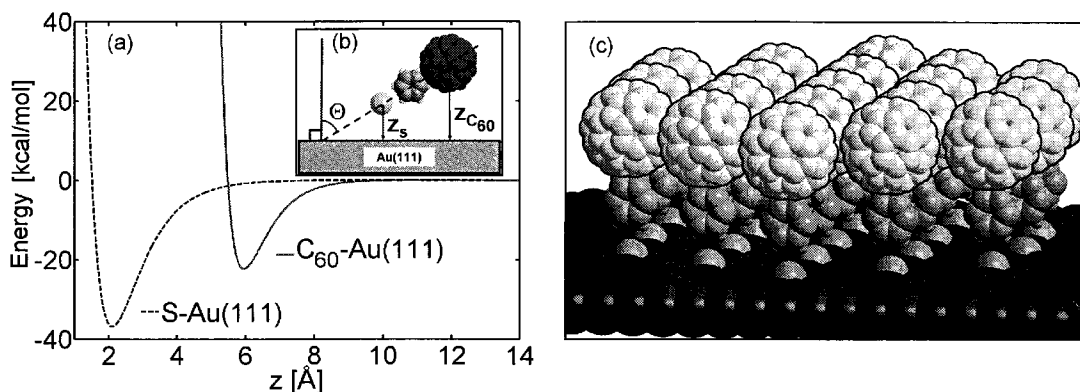 40
20
0
-20
-40
Energy [kcal/mol]
(a)
(b)
Θ
Z_S
Z_C60
Au(111)
C60-Au(111)
S-Au(111)
2 4 6 8 10 12 14
z [Å]
(c)